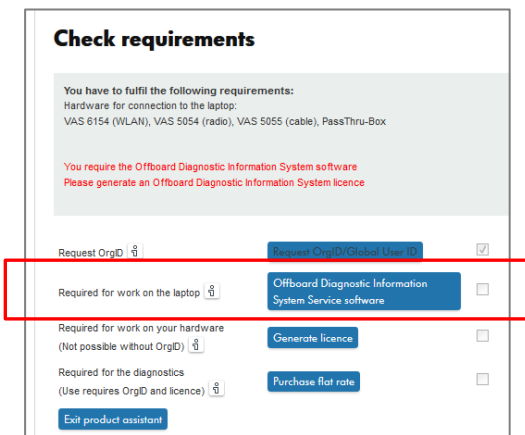 Check requirements
You have to fulfil the following requirements:
Hardware for connection to the laptop:
VAS 6154 (WLAN), VAS 5054 (radio), VAS 5055 (cable), PassThru-Box
You require the Offboard Diagnostic Information System software
Please generate an Offboard Diagnostic Information System licence
Request OrgID
Request OrgID/Global User ID
Required for work on the laptop
Offboard Diagnostic Information
System Service software
Required for work on your hardware
(Not possible without OrgID)
Generate licence
Required for the diagnostics
(Use requires OrgID and licence)
Purchase flat rate
Exit product assistant